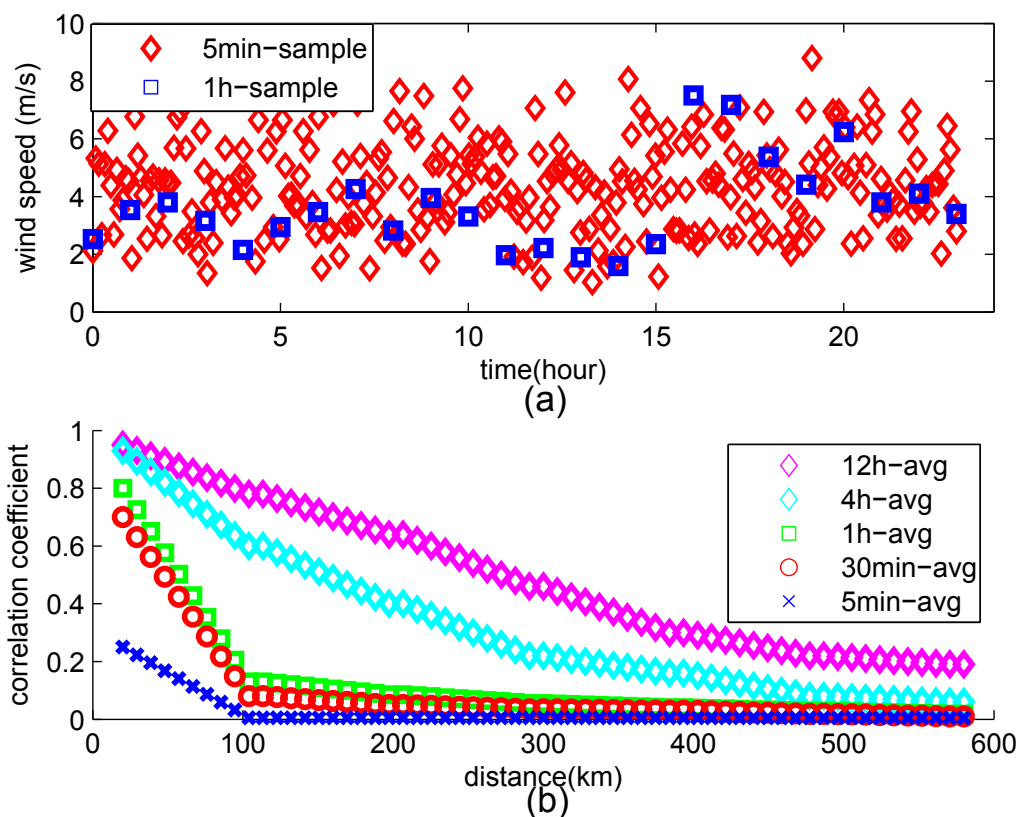 10
8
6
4
2
0
wind speed (m/s)
5min−sample
1h−sample
0 5 10 15 20
time(hour)
(a)
1
0.8
0.6
0.4
0.2
0
correlation coefficient
12h−avg
4h−avg
1h−avg
30min−avg
5min−avg
0 100 200 300 400 500 600
distance(km)
(b)